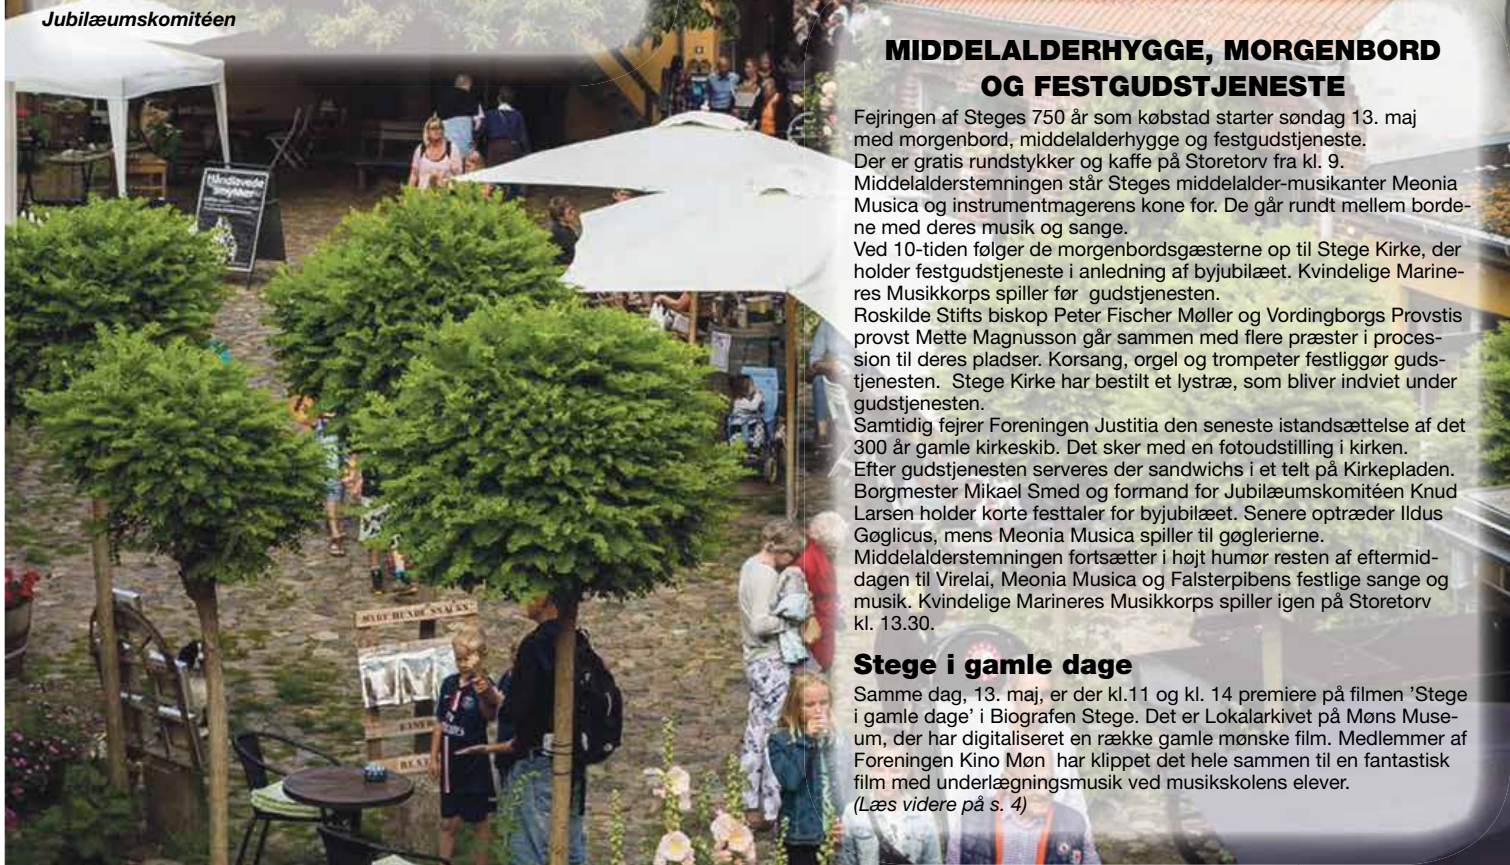 Jubilæumskomitéen
MIDDELALDERHYGGE, MORGENBORD
OG FESTGUDSTJENESTE
Fejringen af Steges 750 år som købstad starter søndag 13. maj
med morgenbord, middelalderhygge og festgudstjeneste.
Der er gratis rundstykker og kaffe på Storetorv fra kl. 9.
Middelalderstemningen står Steges middelalder-musikanter Meonia
Musica og instrumentmagerens kone for. De går rundt mellem borde-
ne med deres musik og sange.
Ved 10-tiden følger de morgenbordsgæsterne op til Stege Kirke, der
holder festgudstjeneste i anledning af byjubilæet. Kvindelige Marine-
res Musikkorps spiller før  gudstjenesten.
Roskilde Stifts biskop Peter Fischer Møller og Vordingborgs Provstis
provst Mette Magnusson går sammen med flere præster i proces-
sion til deres pladser. Korsang, orgel og trompeter festliggør guds-
tjenesten.  Stege Kirke har bestilt et lystræ, som bliver indviet under
gudstjenesten.
Samtidig fejrer Foreningen Justitia den seneste istandsættelse af det
300 år gamle kirkeskib. Det sker med en fotoudstilling i kirken.
Efter gudstjenesten serveres der sandwichs i et telt på Kirkepladen.
Borgmester Mikael Smed og formand for Jubilæumskomitéen Knud
Larsen holder korte festtaler for byjubilæet. Senere optræder Ildus
Gøglicus, mens Meonia Musica spiller til gøglerierne.
Middelalderstemningen fortsætter i højt humør resten af eftermid-
dagen til Virelai, Meonia Musica og Falsterpibens festlige sange og
musik. Kvindelige Marineres Musikkorps spiller igen på Storetorv
kl. 13.30.
Stege i gamle dage
Samme dag, 13. maj, er der kl.11 og kl. 14 premiere på filmen 'Stege
i gamle dage' i Biografen Stege. Det er Lokalarkivet på Møns Muse-
um, der har digitaliseret en række gamle mønske film. Medlemmer af
Foreningen Kino Møn  har klippet det hele sammen til en fantastisk
film med underlægningsmusik ved musikskolens elever.
(Læs videre på s. 4)
Håndlavede
smykker
HUNDE SNACKS